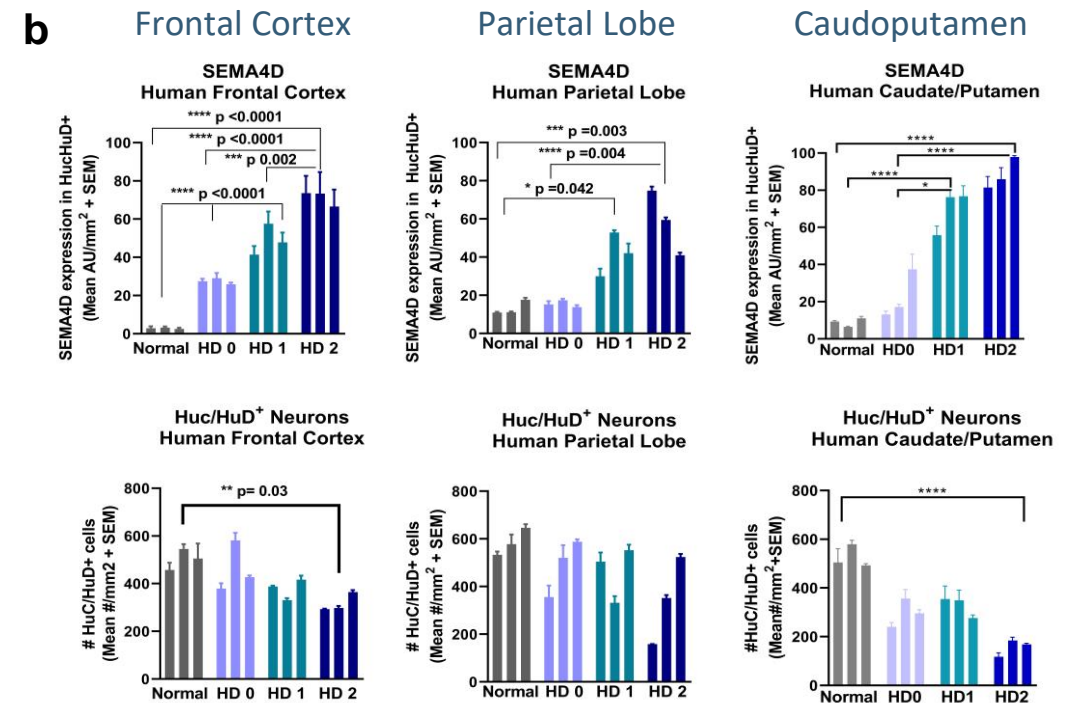 b
Frontal Cortex
Parietal Lobe
Caudoputamen
SEMA4D
Human Frontal Cortex
**** p <0.0001
**** p <0.0001
*** p 0.002
**** p <0.0001
SEMA4D expression in HucHuD+
(Mean AU/mm² + SEM)
100
80
60
40
20
0
Normal HD 0 HD 1 HD 2
SEMA4D
Human Parietal Lobe
*** p =0.003
**** p =0.004
* p =0.042
SEMA4D expression in HucHuD+
(Mean AU/mm² + SEM)
100
80
60
40
20
0
Normal HD 0 HD 1 HD 2
SEMA4D
Human Caudate/Putamen
****
****
****
*
SEMA4D expression in HucHuD+
(Mean AU/mm² + SEM)
100
80
60
40
20
0
Normal HD0 HD1 HD2
Huc/HuD⁺ Neurons
Human Frontal Cortex
** p= 0.03
# HuC/HuD+ cells
(Mean #/mm2 + SEM)
800
600
400
200
0
Normal HD 0 HD 1 HD 2
Huc/HuD⁺ Neurons
Human Parietal Lobe
# HuC/HuD+ cells
(Mean #/mm² + SEM)
800
600
400
200
0
Normal HD 0 HD 1 HD 2
Huc/HuD⁺ Neurons
Human Caudate/Putamen
****
#HuC/HuD+ cells
(Mean#/mm²+SEM)
800
600
400
200
0
Normal HD0 HD1 HD2